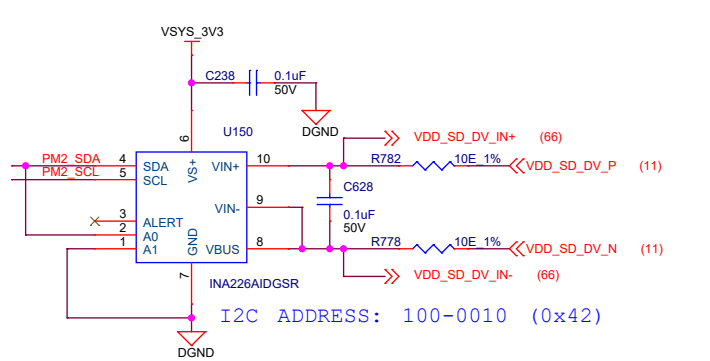 VSYS_3V3
C238 0.1uF
50V
DGND
U150
VDD_SD_DV_IN+ (66)
6
PM2_SDA 4 SDA VS+ VIN+ 10 R782 10E_1% VDD_SD_DV_P (11)
PM2_SCL 5 SCL
C628
3 ALERT VIN- 9 0.1uF
50V
2 A0
1 A1 GND VBUS 8 R778 10E_1% VDD_SD_DV_N (11)
7
INA226AIDGSR
VDD_SD_DV_IN- (66)
I2C ADDRESS: 100-0010 (0x42)
DGND